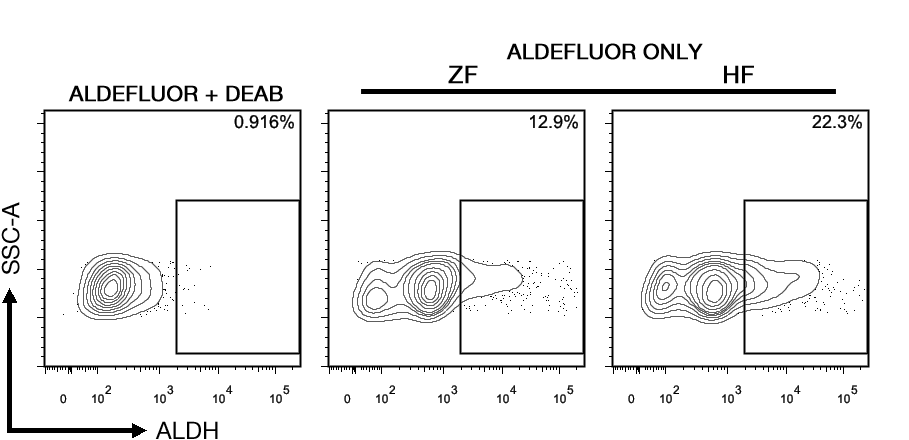 ALDEFLUOR ONLY
ZF HF
ALDEFLUOR + DEAB
0.916% 12.9% 22.3%
SSC-A
0 10^2 10^3 10^4 10^5 0 10^2 10^3 10^4 10^5 0 10^2 10^3 10^4 10^5
ALDH